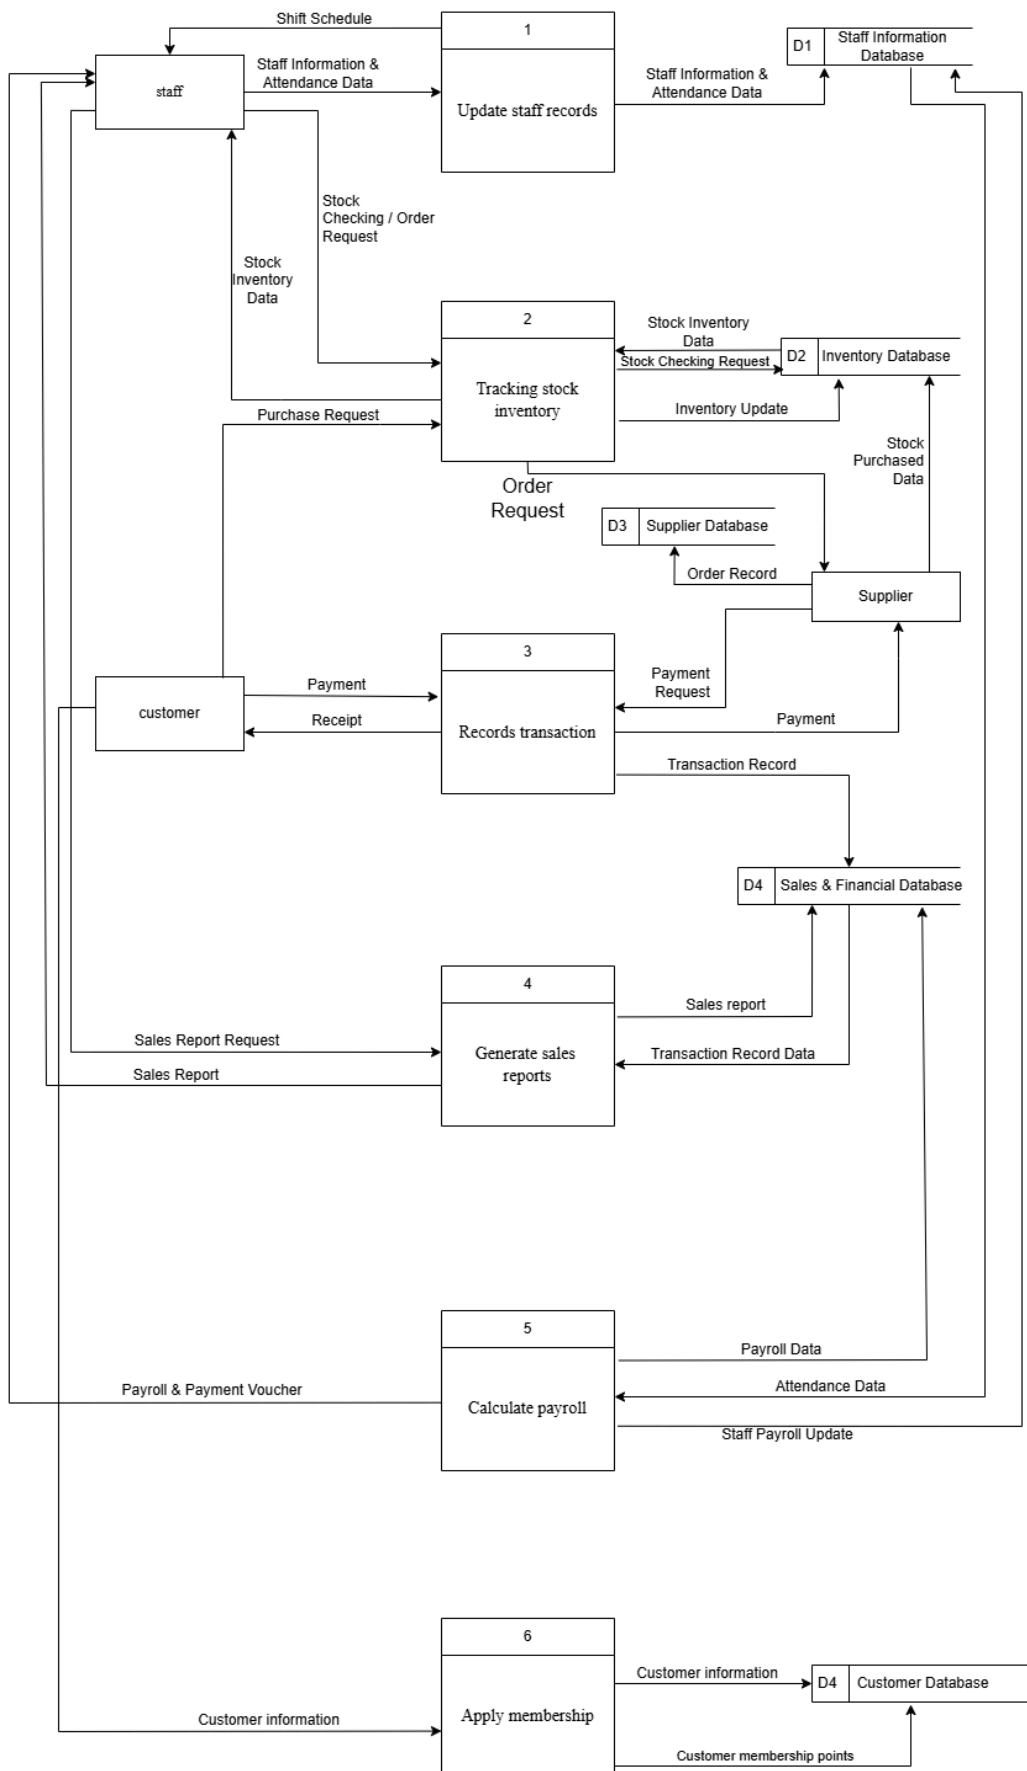 Shift Schedule
1
D1
Staff Information
Database
staff
Staff Information &
Attendance Data
Update staff records
Staff Information &
Attendance Data
Stock
Checking / Order
Request
Stock
Inventory
Data
2
Stock Inventory
Data
Stock Checking Request
D2
Inventory Database
Tracking stock
inventory
Purchase Request
Inventory Update
Stock
Purchased
Data
Order
Request
D3
Supplier Database
Order Record
Supplier
3
Payment
Request
customer
Payment
Receipt
Records transaction
Payment
Transaction Record
D4
Sales & Financial Database
4
Sales report
Sales Report Request
Generate sales
reports
Transaction Record Data
Sales Report
5
Payroll Data
Payroll & Payment Voucher
Calculate payroll
Attendance Data
Staff Payroll Update
6
Customer information
D4
Customer Database
Customer information
Apply membership
Customer membership points